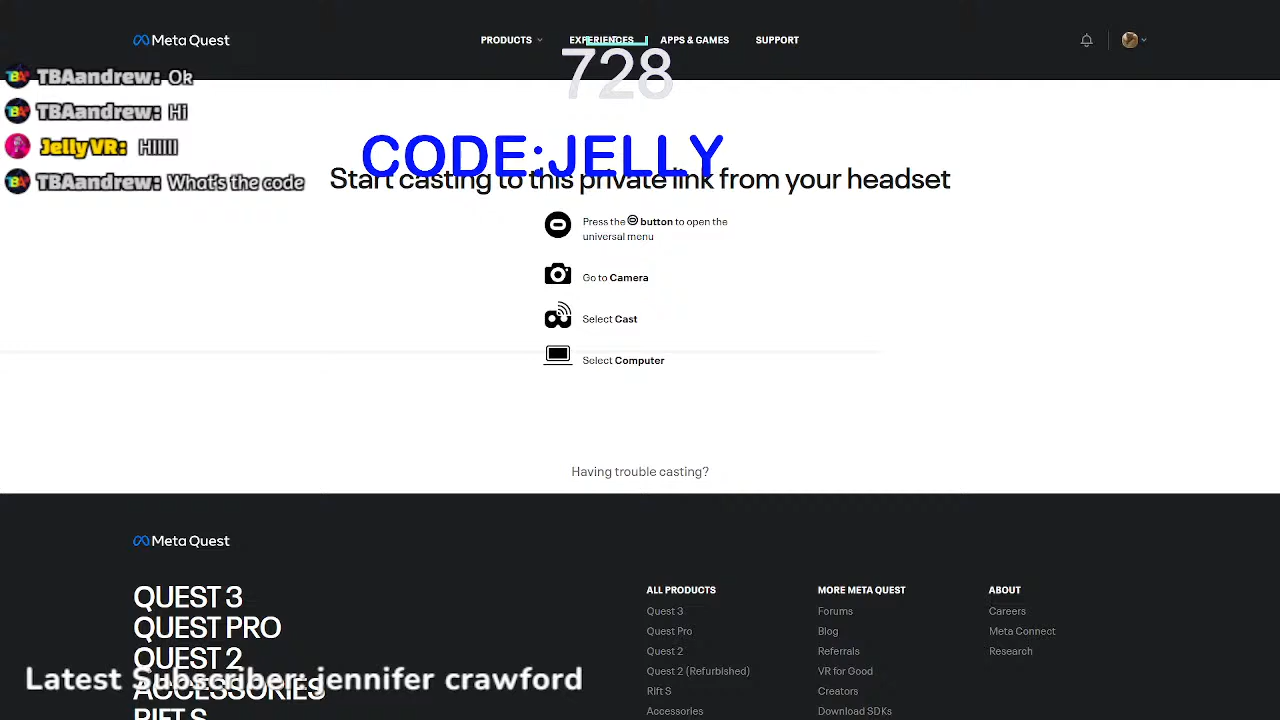 Meta Quest
PRODUCTS
EXPERIENCES
APPS & GAMES
SUPPORT
728
TBAandrew: Ok
TBAandrew: Hi
JellyVR: HIIIII
TBAandrew: What's the code
CODE:JELLY
Start casting to this private link from your headset
Press the button to open the
universal menu
Go to Camera
Select Cast
Select Computer
Having trouble casting?
Meta Quest
QUEST 3
QUEST PRO
QUEST 2
ACCESSORIES
RIFT S
Latest Subscriber: jennifer crawford
ALL PRODUCTS
Quest 3
Quest Pro
Quest 2
Quest 2 (Refurbished)
Rift S
Accessories
MORE META QUEST
Forums
Blog
Referrals
VR for Good
Creators
Download SDKs
ABOUT
Careers
Meta Connect
Research